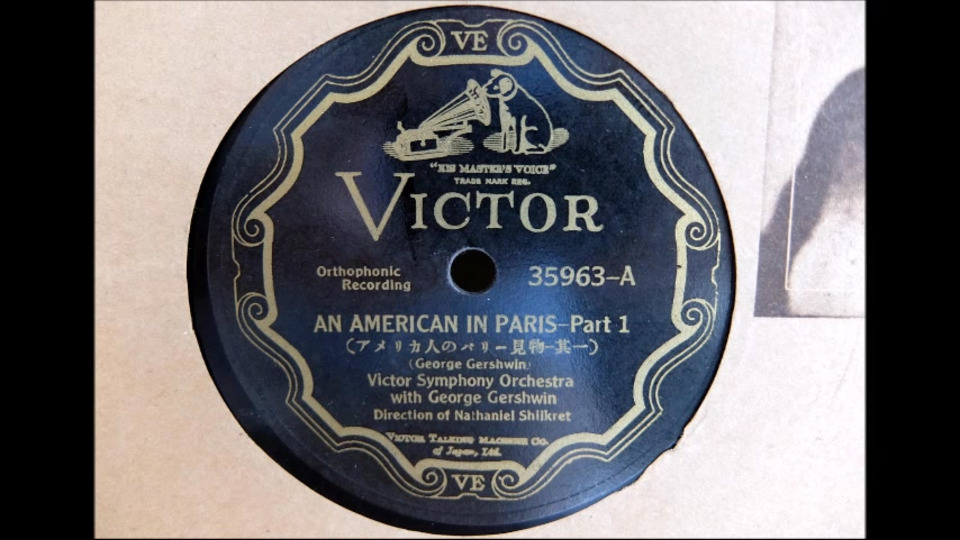 VE
"HIS MASTER'S VOICE"
TRADE MARK REG.
VICTOR
Orthophonic
Recording
35963-A
AN AMERICAN IN PARIS-Part 1
(アメリカ人のパリー見物-其一)
(George Gershwin)
Victor Symphony Orchestra
with George Gershwin
Direction of Nathaniel Shilkret
VICTOR TALKING MACHINE CO.
of Japan, Ltd.
VE